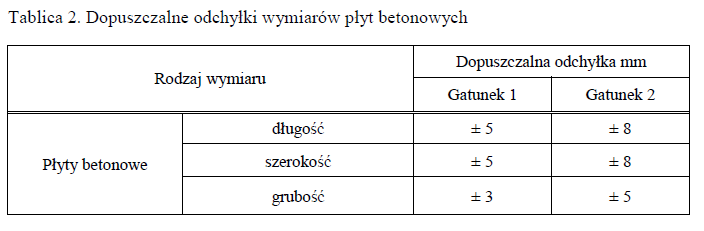 Tablica 2. Dopuszczalne odchyłki wymiarów płyt betonowych
Rodzaj wymiaru
Dopuszczalna odchyłka mm
Gatunek 1
Gatunek 2
Płyty betonowe
długość
± 5
± 8
szerokość
± 5
± 8
grubość
± 3
± 5